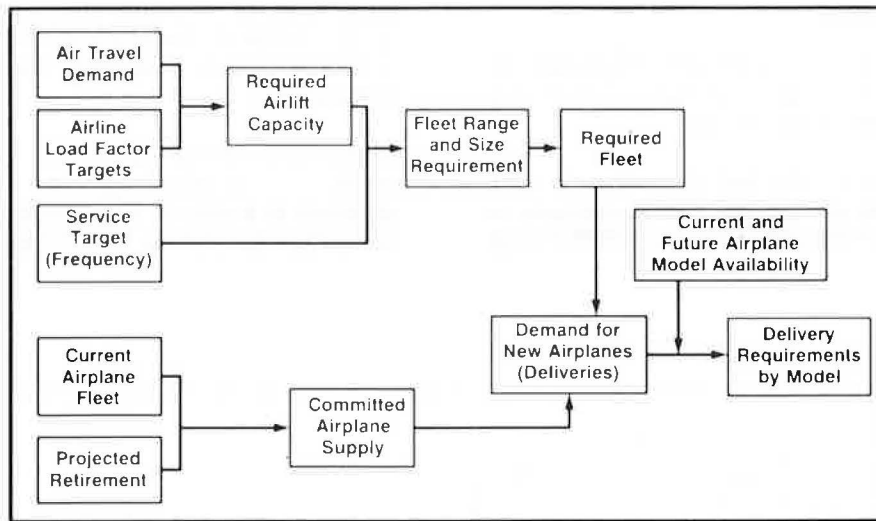 Air Travel
Demand
Airline
Load Factor
Targets
Service
Target
(Frequency)
Required
Airlift
Capacity
Fleet Range
and Size
Requirement
Required
Fleet
Current and
Future Airplane
Model Availability
Current
Airplane
Fleet
Projected
Retirement
Committed
Airplane
Supply
Demand for
New Airplanes
(Deliveries)
Delivery
Requirements
by Model